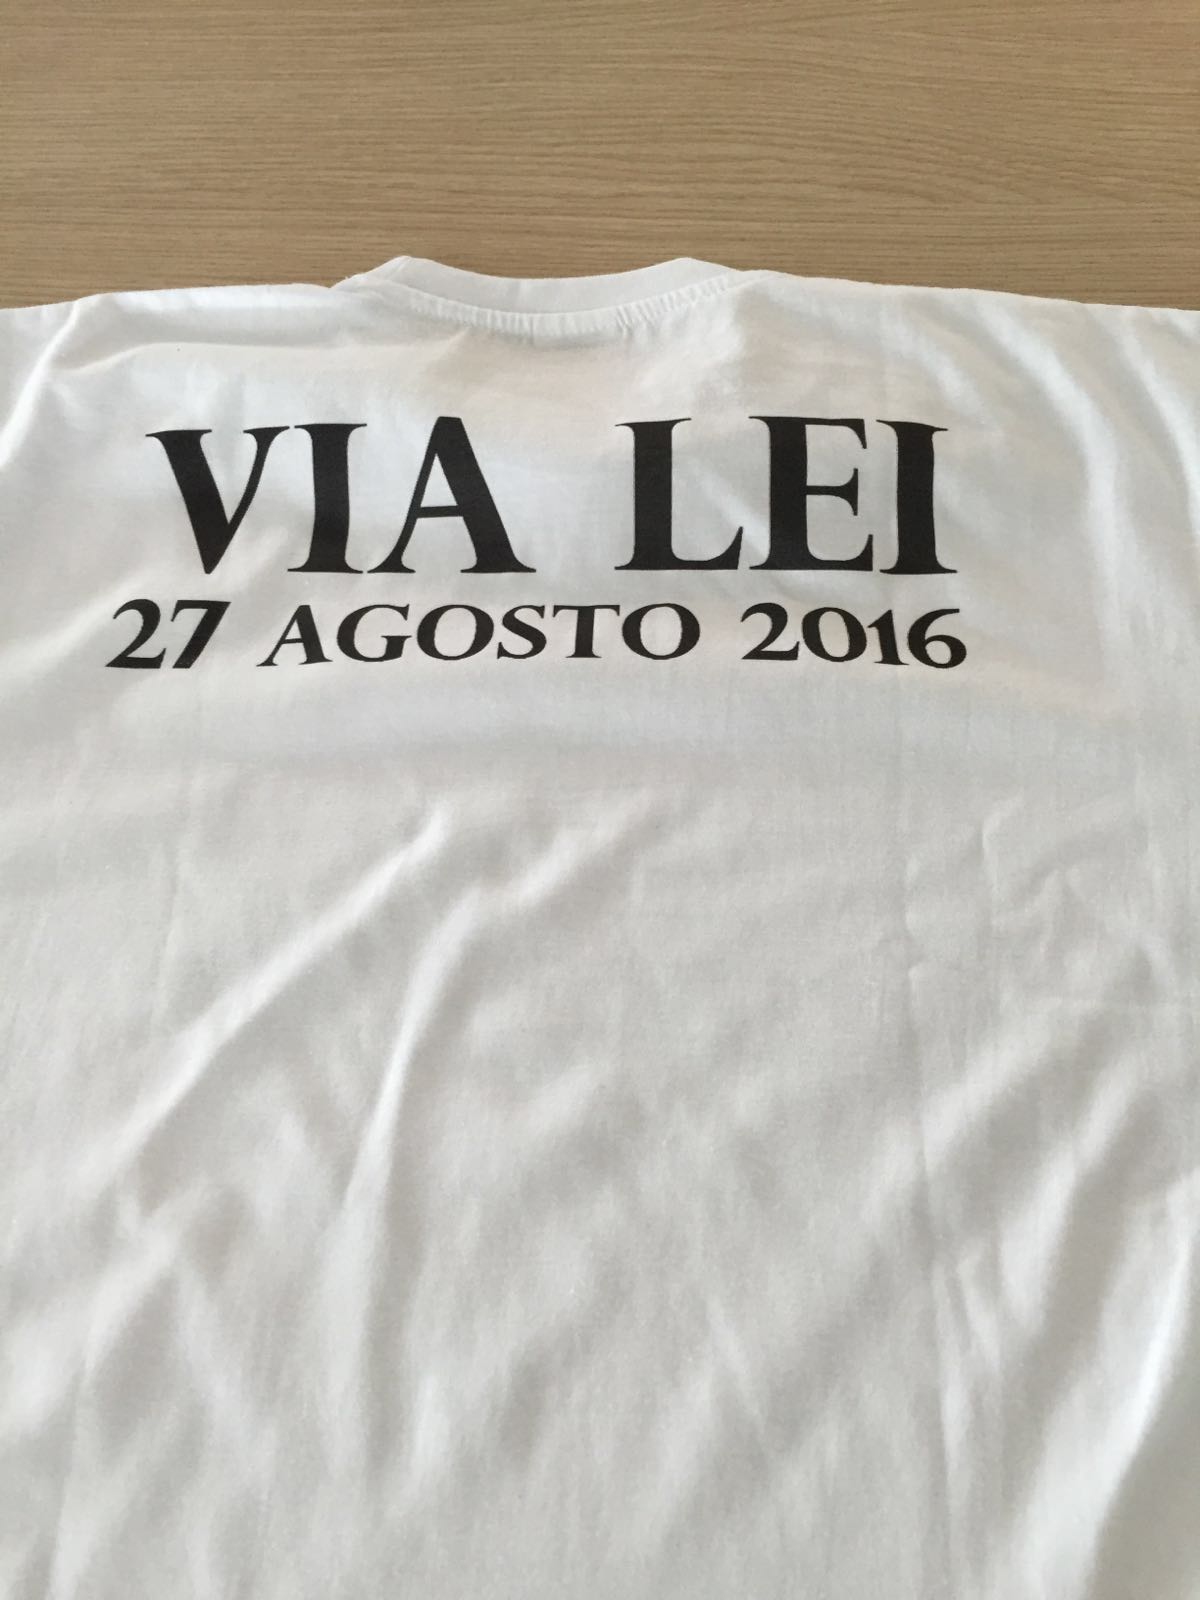 VIA LEI
27 AGOSTO 2016